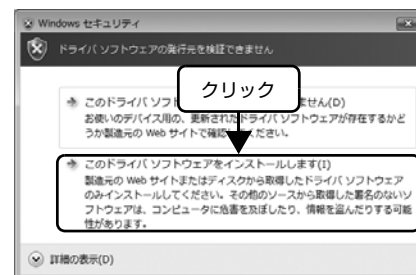 Windows セキュリティ
ドライバ ソフトウェアの発行元を検証できません
クリック
このドライバ ソフト
せん(D)
お使いのデバイス用の、更新されたドライバ ソフトウェアが存在するかど
うか製造元の Web サイトで確認
ください。
このドライバ ソフトウェアをインストールします(I)
製造元の Web サイトまたはディスクから取得したドライバ ソフトウェア
のみインストールしてください。その他のソースから取得した署名のないソ
フトウェアは、コンピュータに危害を及ぼしたり、情報を盗んだりする可能
性があります。
詳細の表示(D)